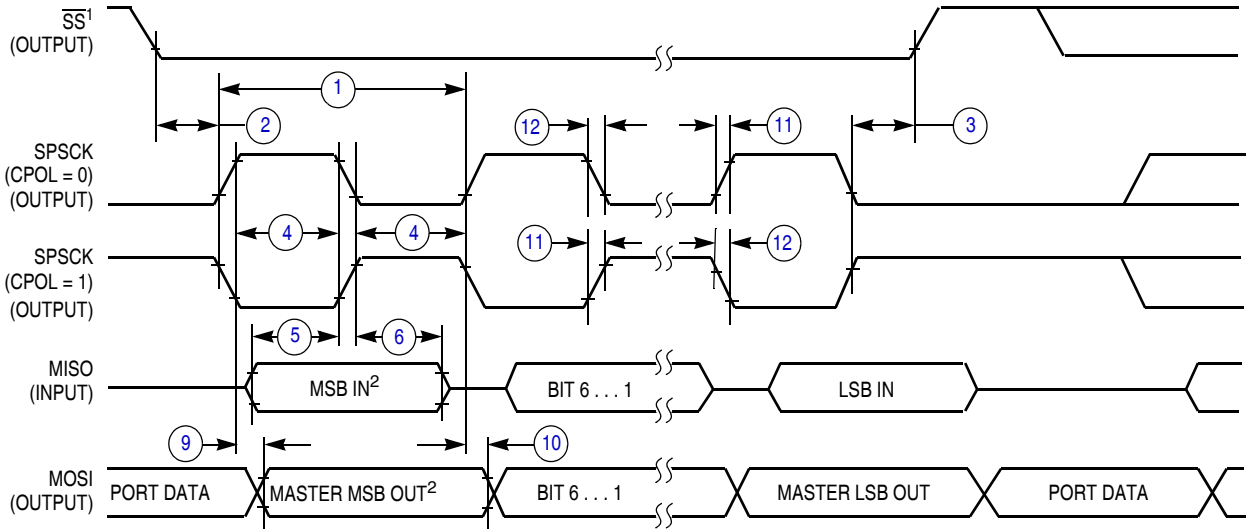 SS¹
(OUTPUT)
1
2
12
11
3
SPSCK
(CPOL = 0)
(OUTPUT)
4
4
11
12
SPSCK
(CPOL = 1)
(OUTPUT)
5
6
MISO
(INPUT)
MSB IN²
BIT 6 . . . 1
LSB IN
9
10
MOSI
(OUTPUT)
PORT DATA
MASTER MSB OUT²
BIT 6 . . . 1
MASTER LSB OUT
PORT DATA